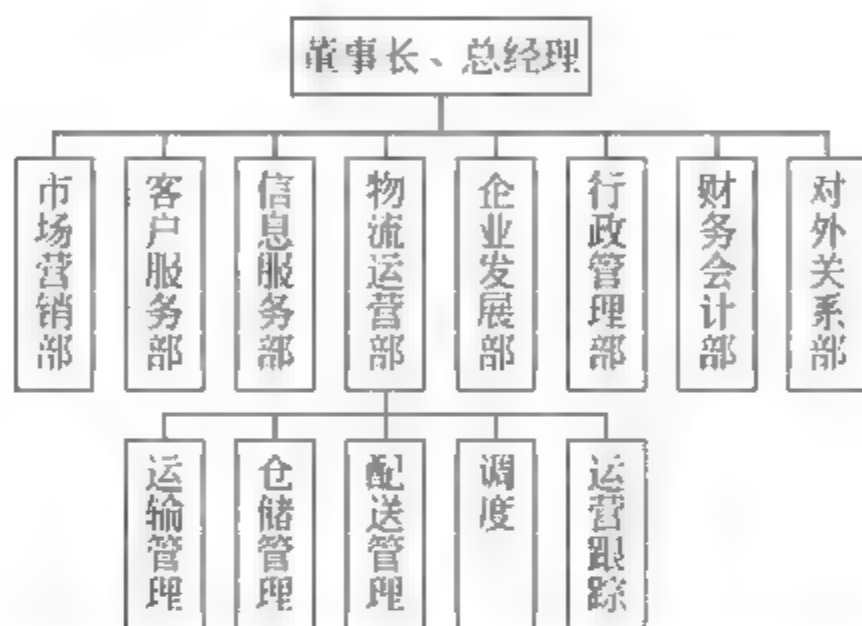 董事长、总经理
市场营销部
客户服务部
信息服务部
物流运营部
企业发展部
行政管理部
财务会计部
对外关系部
运输管理
仓储管理
配送管理
调度
运营跟踪